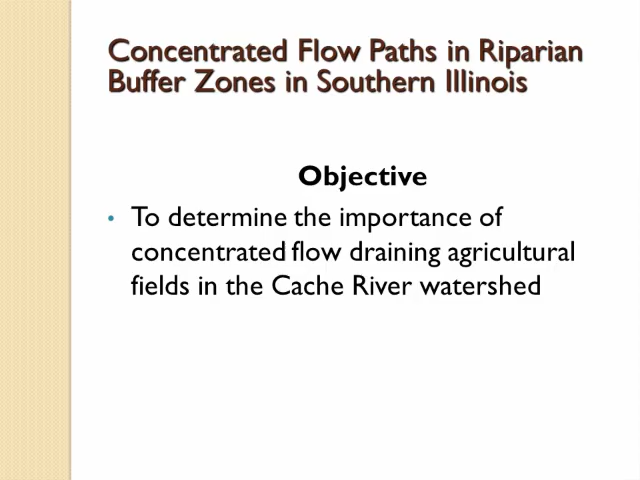 Concentrated Flow Paths in Riparian
Buffer Zones in Southern Illinois
Objective
• To determine the importance of
concentrated flow draining agricultural
fields in the Cache River watershed